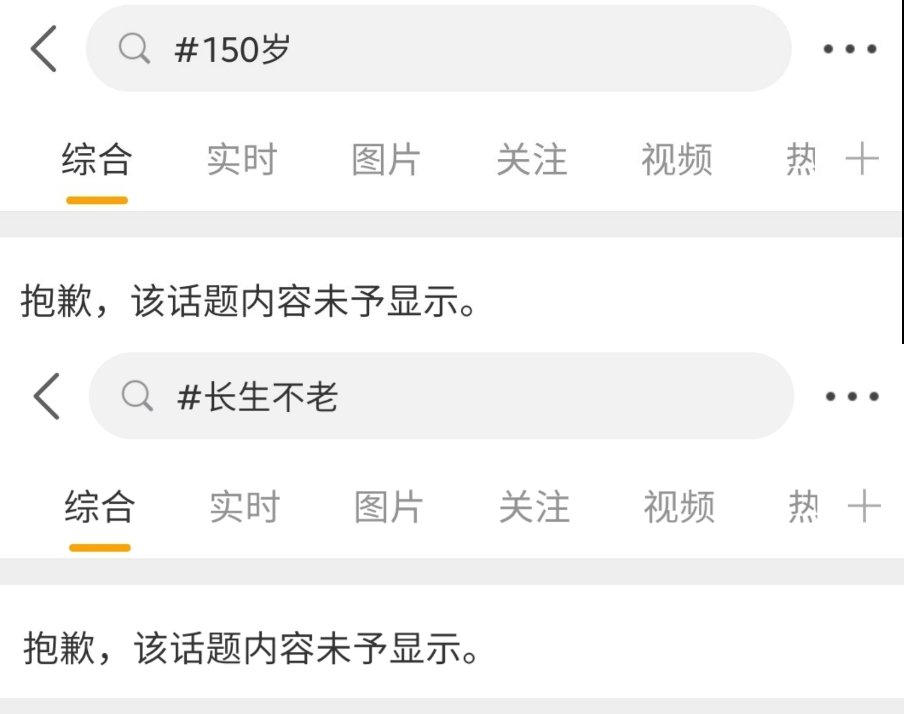 #150岁
综合 实时 图片 关注 视频 热
抱歉，该话题内容未予显示。
#长生不老
综合 实时 图片 关注 视频 热
抱歉，该话题内容未予显示。